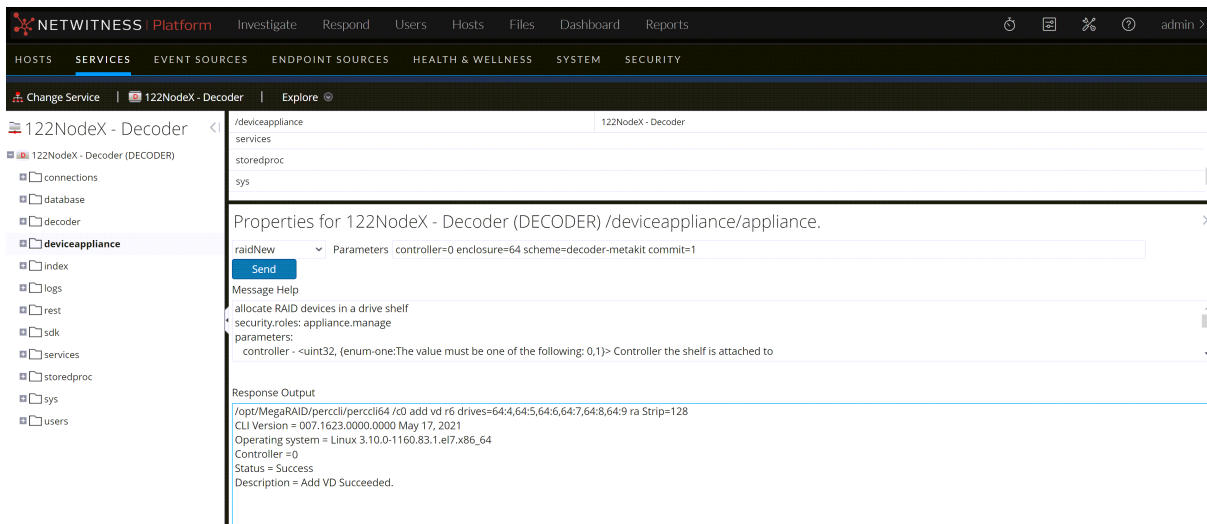 NETWITNESS Platform Investigate Respond Users Hosts Files Dashboard Reports admin >
HOSTS SERVICES EVENT SOURCES ENDPOINT SOURCES HEALTH & WELLNESS SYSTEM SECURITY
Change Service 122NodeX - Decoder Explore
122NodeX - Decoder
122NodeX - Decoder (DECODER)
connections
database
decoder
deviceappliance
index
logs
rest
sdk
services
storedproc
sys
users
/deviceappliance 122NodeX - Decoder
services
storedproc
sys
Properties for 122NodeX - Decoder (DECODER) /deviceappliance/appliance.
raidNew Parameters controller=0 enclosure=64 scheme=decoder-metakit commit=1
Send
Message Help
allocate RAID devices in a drive shelf
security.roles: appliance.manage
parameters:
controller - <uint32, {enum-one:The value must be one of the following: 0,1}> Controller the shelf is attached to
Response Output
/opt/MegaRAID/perccli/perccli64 /c0 add vd r6 drives=64:4,64:5,64:6,64:7,64:8,64:9 ra Strip=128
CLI Version = 007.1623.0000.0000 May 17, 2021
Operating system = Linux 3.10.0-1160.83.1.el7.x86_64
Controller =0
Status = Success
Description = Add VD Succeeded.